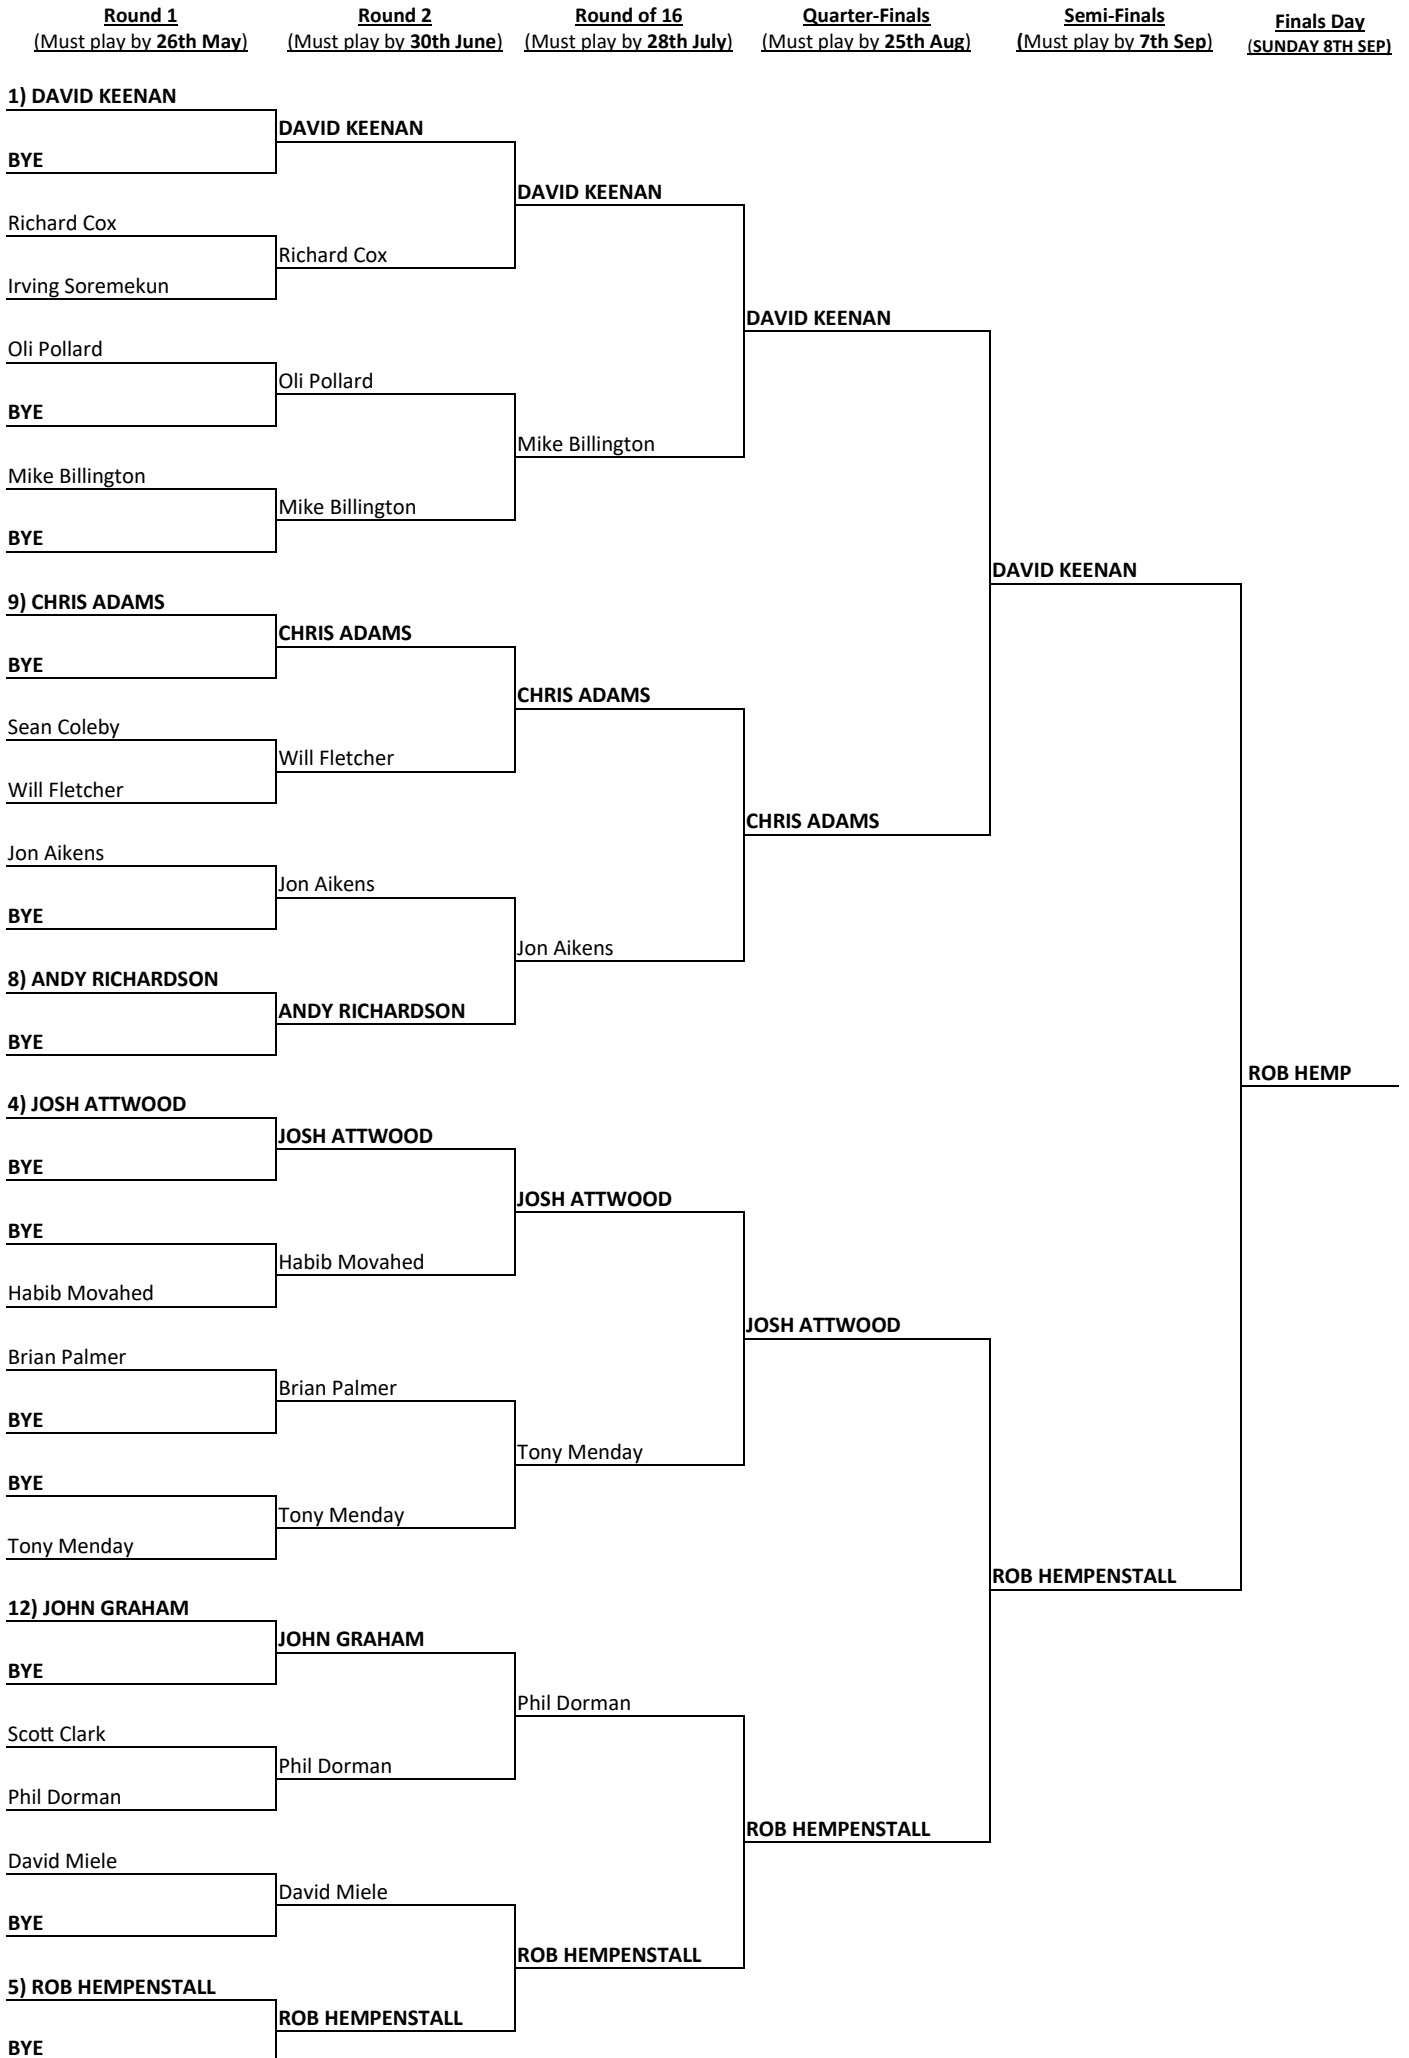 Round 1
(Must play by 26th May)
Round 2
(Must play by 30th June)
Round of 16
(Must play by 28th July)
Quarter-Finals
(Must play by 25th Aug)
Semi-Finals
(Must play by 7th Sep)
Finals Day
(SUNDAY 8TH SEP)
1) DAVID KEENAN
DAVID KEENAN
BYE
DAVID KEENAN
Richard Cox
Richard Cox
Irving Soremekun
DAVID KEENAN
Oli Pollard
Oli Pollard
BYE
Mike Billington
Mike Billington
Mike Billington
BYE
DAVID KEENAN
9) CHRIS ADAMS
CHRIS ADAMS
BYE
CHRIS ADAMS
Sean Coleby
Will Fletcher
Will Fletcher
CHRIS ADAMS
Jon Aikens
Jon Aikens
BYE
Jon Aikens
8) ANDY RICHARDSON
ANDY RICHARDSON
BYE
ROB HEMP
4) JOSH ATTWOOD
JOSH ATTWOOD
BYE
JOSH ATTWOOD
BYE
Habib Movahed
Habib Movahed
JOSH ATTWOOD
Brian Palmer
Brian Palmer
BYE
Tony Menday
BYE
Tony Menday
Tony Menday
ROB HEMPENSTALL
12) JOHN GRAHAM
JOHN GRAHAM
BYE
Phil Dorman
Scott Clark
Phil Dorman
Phil Dorman
ROB HEMPENSTALL
David Miele
David Miele
BYE
ROB HEMPENSTALL
5) ROB HEMPENSTALL
ROB HEMPENSTALL
BYE